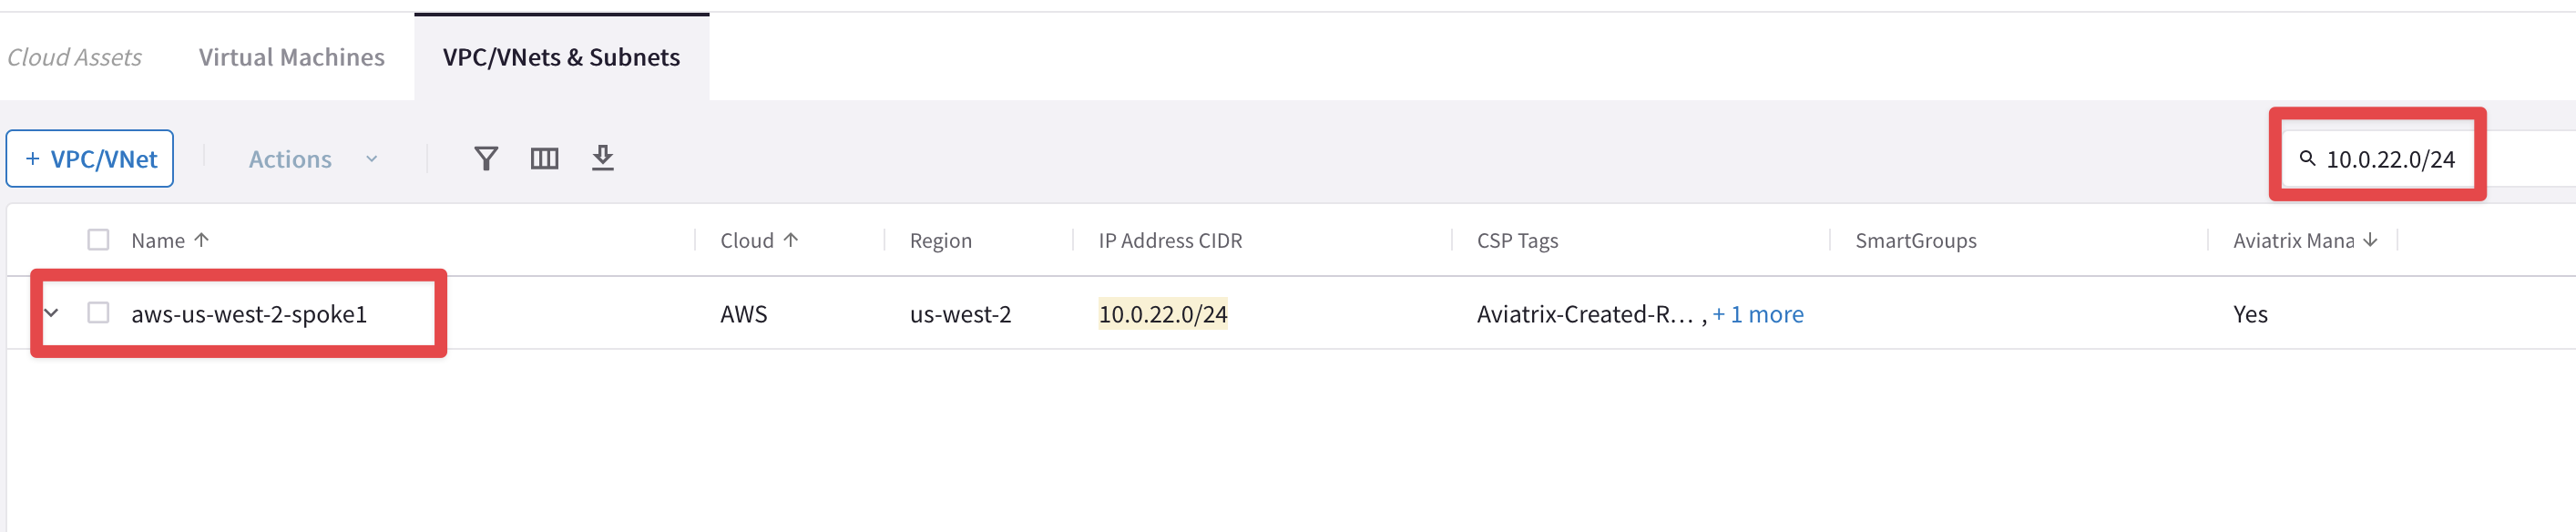 Cloud Assets Virtual Machines VPC/VNets & Subnets
+ VPC/VNet Actions 10.0.22.0/24
Name ↑ Cloud ↑ Region IP Address CIDR CSP Tags SmartGroups Aviatrix Mana ↓
aws-us-west-2-spoke1 AWS us-west-2 10.0.22.0/24 Aviatrix-Created-R... , + 1 more Yes